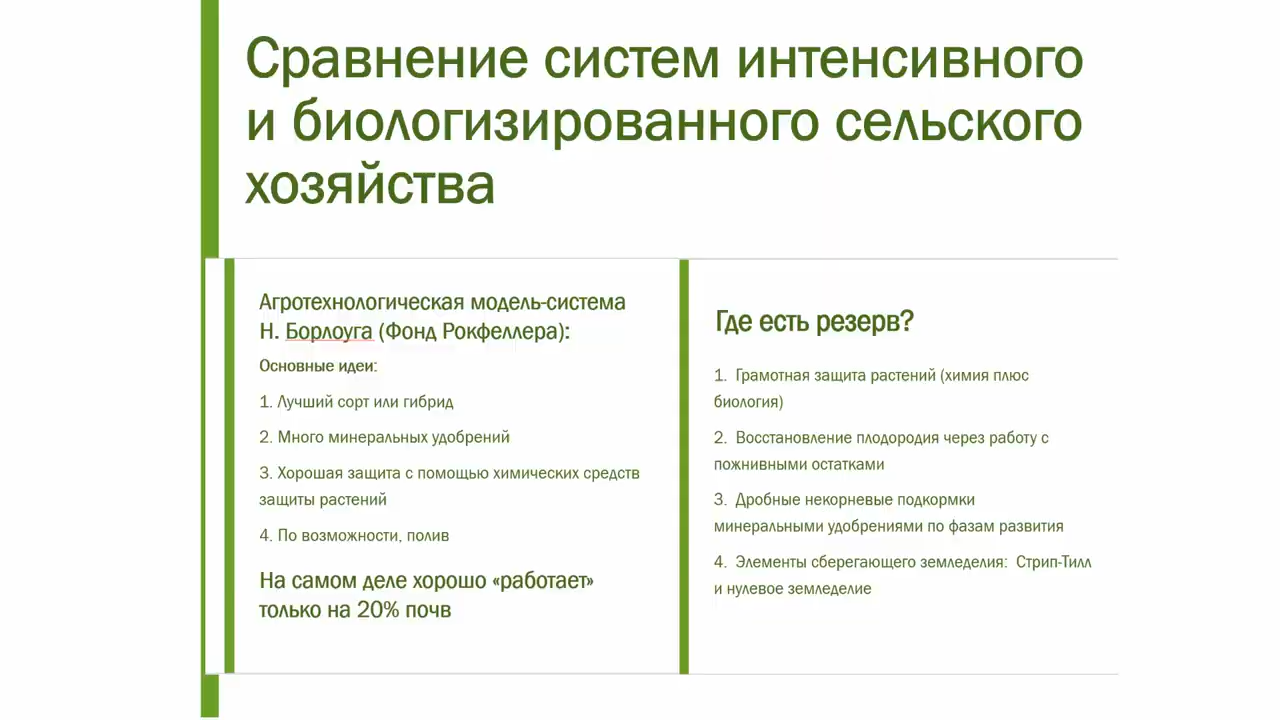 Сравнение систем интенсивного
и биологизированного сельского
хозяйства
Агротехнологическая модель-система
Н. Борлоуга (Фонд Рокфеллера):
Основные идеи:
1. Лучший сорт или гибрид
2. Много минеральных удобрений
3. Хорошая защита с помощью химических средств
защиты растений
4. По возможности, полив
На самом деле хорошо «работает»
только на 20% почв
Где есть резерв?
1. Грамотная защита растений (химия плюс
биология)
2. Восстановление плодородия через работу с
пожнивными остатками
3. Дробные некорневые подкормки
минеральными удобрениями по фазам развития
4. Элементы сберегающего земледелия: Стрип-Тилл
и нулевое земледелие